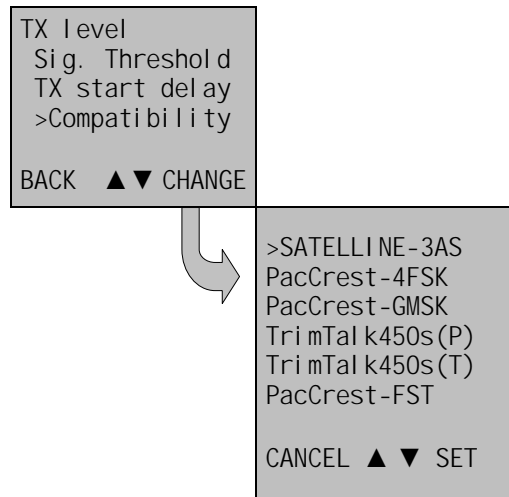 TX level
Sig. Threshold
TX start delay
>Compatibility
BACK ▲▼ CHANGE
>SATELLINE-3AS
PacCrest-4FSK
PacCrest-GMSK
TrimTalk450s(P)
TrimTalk450s(T)
PacCrest-FST
CANCEL ▲ ▼ SET